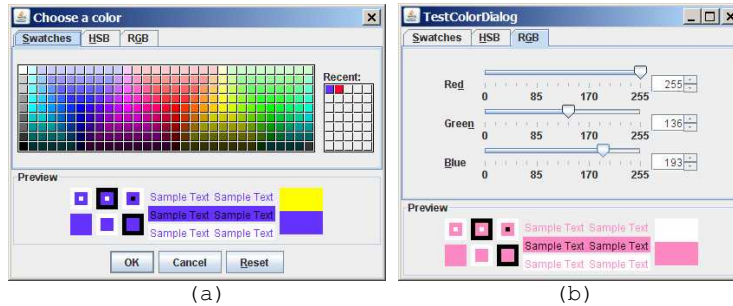 Choose a color
Swatches HSB RGB
Recent:
Preview
Sample Text Sample Text
Sample Text Sample Text
Sample Text Sample Text
OK Cancel Reset
(a)
TestColorDialog
Swatches HSB RGB
Red 255
0 85 170 255
Green 136
0 85 170 255
Blue 193
0 85 170 255
Preview
Sample Text Sample Text
Sample Text Sample Text
Sample Text Sample Text
(b)